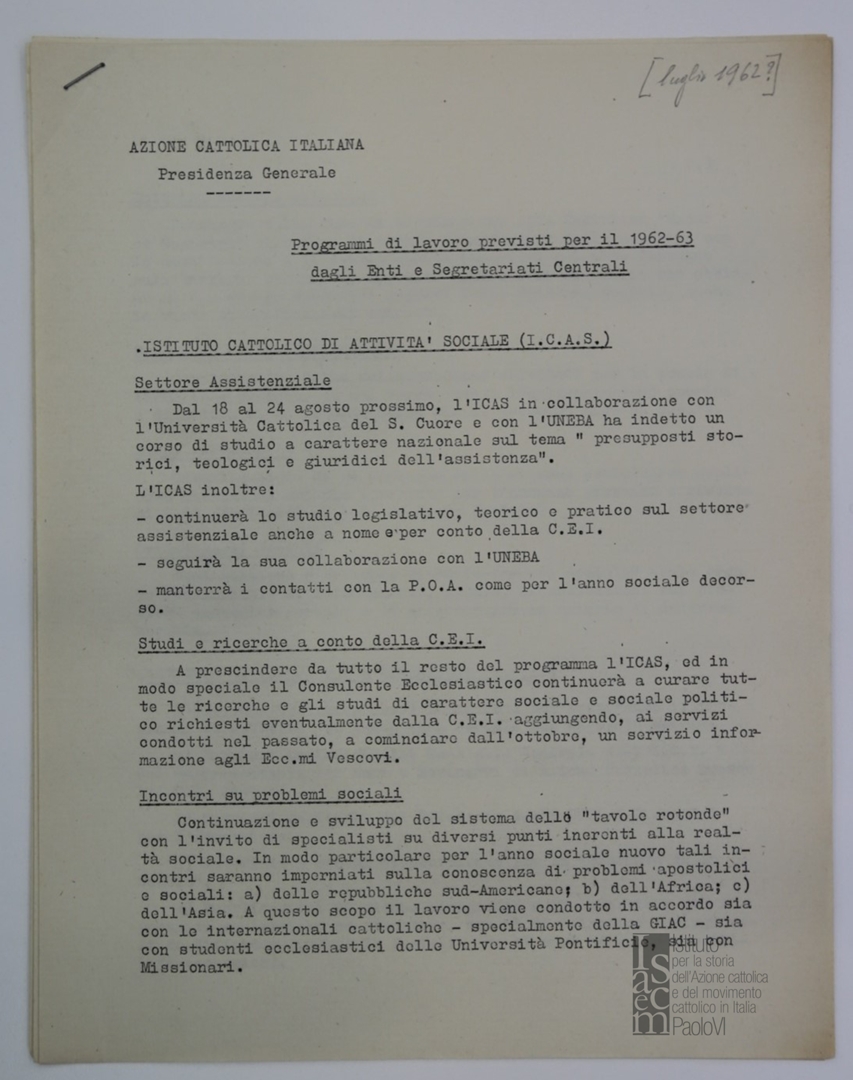 [luglio 1962?]
AZIONE CATTOLICA ITALIANA
Presidenza Generale
-------
Programmi di lavoro previsti per il 1962-63
dagli Enti e Segretariati Centrali
.ISTITUTO CATTOLICO DI ATTIVITA' SOCIALE (I.C.A.S.)
Settore Assistenziale
Dal 18 al 24 agosto prossimo, l'ICAS in collaborazione con
l'Università Cattolica del S. Cuore e con l'UNEBA ha indetto un
corso di studio a carattere nazionale sul tema " presupposti sto-
rici, teologici e giuridici dell'assistenza".
L'ICAS inoltre:
- continuerà lo studio legislativo, teorico e pratico sul settore
assistenziale anche a nome e per conto della C.E.I.
- seguirà la sua collaborazione con l'UNEBA
- manterrà i contatti con la P.O.A. come per l'anno sociale decor-
so.
Studi e ricerche a conto della C.E.I.
A prescindere da tutto il resto del programma l'ICAS, ed in
modo speciale il Consulente Ecclesiastico continuerà a curare tut-
te le ricerche e gli studi di carattere sociale e sociale politi-
co richiesti eventualmente dalla C.E.I. aggiungendo, ai servizi
condotti nel passato, a cominciare dall'ottobre, un servizio infor-
mazione agli Ecc.mi Vescovi.
Incontri su problemi sociali
Continuazione e sviluppo del sistema delle "tavole rotonde"
con l'invito di specialisti su diversi punti inerenti alla real-
tà sociale. In modo particolare per l'anno sociale nuovo tali in-
contri saranno imperniati sulla conoscenza di problemi apostolici
e sociali: a) delle repubbliche sud-Americane; b) dell'Africa; c)
dell'Asia. A questo scopo il lavoro viene condotto in accordo sia
con le internazionali cattoliche - specialmente della GIAC - sia
con studenti ecclesiastici delle Università Pontificie, sia con
Missionari.
Isacem
Istituto
per la storia
dell'Azione cattolica
e del movimento
cattolico in Italia
PaoloVI